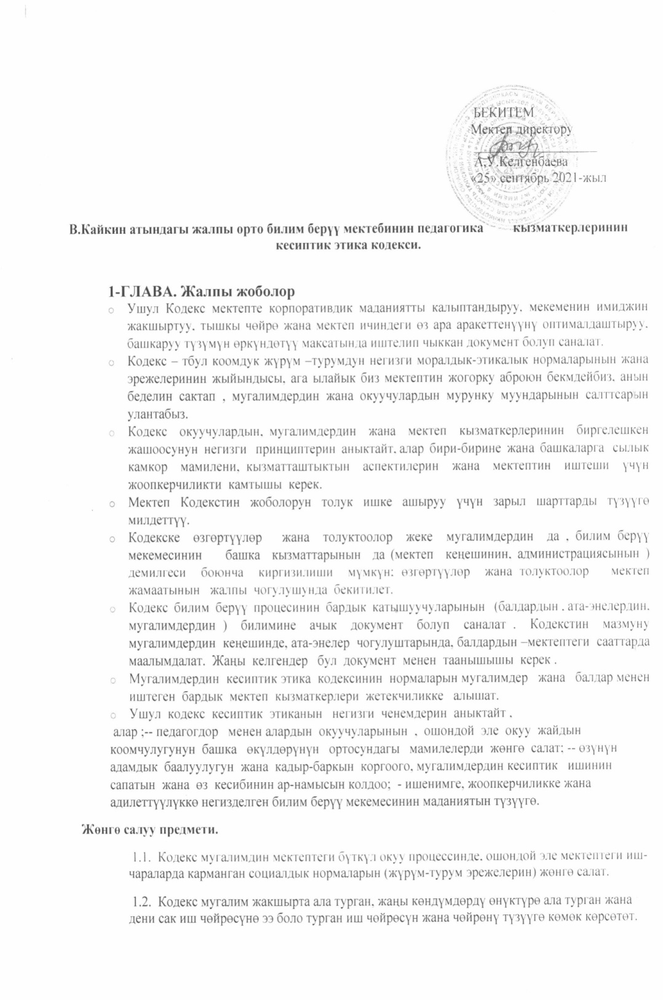 БЕКИТЕМ
Мектеп директору
А.У.Келгенбаева
«25» сентябрь 2021-жыл
В.Кайкин атындагы жалпы орто билим берүү мектебинин педагогика кызматкерлеринин
кесиптик этика кодекси.
1-ГЛАВА. Жалпы жоболор
○ Ушул Кодекс мектепте корпоративдик маданиятты калыптандыруу, мекеменин имиджин
жакшыртуу, тышкы чөйрө жана мектеп ичиндеги өз ара аракеттенүүнү оптималдаштыруу,
башкаруу түзүмүн өркүндөтүү максатында иштелип чыккан документ болуп саналат.
○ Кодекс – тбул коомдук жүрүм –турумдун негизги моралдык-этикалык нормаларынын жана
эрежелеринин жыйындысы, ага ылайык биз мектептин жогорку аброюн бекмдейбиз, анын
беделин сактап , мугалимдердин жана окуучулардын мурунку муундарынын салттсарын
улантабыз.
○ Кодекс окуучулардын, мугалимдердин жана мектеп кызматкерлеринин биргелешкен
жашоосунун негизги принциптерин аныктайт, алар бири-бирине жана башкаларга сылык
камкор мамилени, кызматташтыктын аспектилерин жана мектептин иштеши үчүн
жоопкерчиликти камтышы керек.
○ Мектеп Кодекстин жоболорун толук ишке ашыруу үчүн зарыл шарттарды түзүүгө
милдеттүү.
○ Кодекске өзгөртүүлөр жана толуктоолор жеке мугалимдердин да , билим берүү
мекемесинин башка кызматтарынын да (мектеп кеңешинин, администрациясынын )
демилгеси боюнча киргизилиши мүмкүн; өзгөртүүлөр жана толуктоолор мектеп
жамаатынын жалпы чогулушунда бекитилет.
○ Кодекс билим берүү процесинин бардык катышуучуларынын (балдардын , ата-энелердин,
мугалимдердин ) билимине ачык документ болуп саналат . Кодекстин мазмуну
мугалимдердин кеңешинде, ата-энелер чогулуштарында, балдардын –мектептеги сааттарда
маалымдалат. Жаңы келгендер бул документ менен таанышышы керек .
○ Мугалимдердин кесиптик этика кодексинин нормаларын мугалимдер жана балдар менен
иштеген бардык мектеп кызматкерлери жетекчиликке алышат.
○ Ушул кодекс кесиптик этиканын негизги ченемдерин аныктайт ,
алар ;-- педагогдор менен алардын окуучуларынын , ошондой эле окуу жайдын
коомчулугунун башка өкүлдөрүнүн ортосундагы мамилелерди жөнгө салат; -- өзүнүн
адамдык баалуулугун жана кадыр-баркын коргоого, мугалимдердин кесиптик ишинин
сапатын жана өз кесибинин ар-намысын колдоо; - ишенимге, жоопкерчиликке жана
адилеттүүлүккө негизделген билим берүү мекемесинин маданиятын түзүүгө.
Жөнгө салуу предмети.
1.1. Кодекс мугалимдин мектептеги бүткүл окуу процессинде, ошондой эле мектептеги иш-
чараларда карманган социалдык нормаларын (жүрүм-турум эрежелерин) жөнгө салат.
1.2. Кодекс мугалим жакшырта ала турган, жаңы көндүмдөрдү өнүктүрө ала турган жана
дени сак иш чөйрөсүнө ээ боло турган иш чөйрөсүн жана чөйрөнү түзүүгө көмөк көрсөтөт.